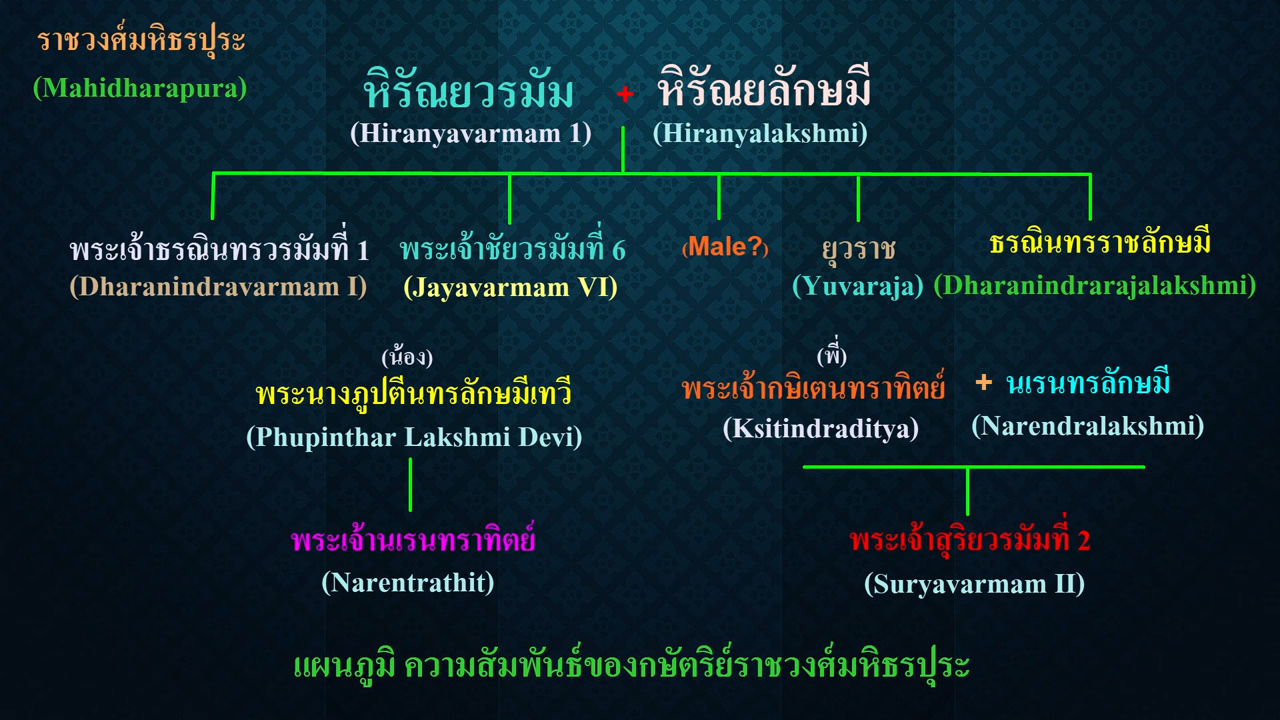 ราชวงศ์มหิธรปุระ
(Mahidharapura)
หิรัณยวรมัม + หิรัณยลักษมี
(Hiranyavarmam 1) (Hiranyalakshmi)
พระเจ้าธรณินทรวรมัมที่ 1 พระเจ้าชัยวรมัมที่ 6 (Male?) ยุวราช ธรณินทรราชลักษมี
(Dharanindravarmam I) (Jayavarmam VI) (Yuvaraja) (Dharanindrarajalakshmi)
(น้อง) (พี่)
พระนางภูปตีนทรลักษมีเทวี พระเจ้ากษิเตนทราทิตย์ + นเรนทรลักษมี
(Phupinthar Lakshmi Devi) (Ksitindraditya) (Narendralakshmi)
พระเจ้านเรนทราทิตย์ พระเจ้าสุริยวรมัมที่ 2
(Narentrathit) (Suryavarmam II)
แผนภูมิ ความสัมพันธ์ของกษัตริย์ราชวงศ์มหิธรปุระ